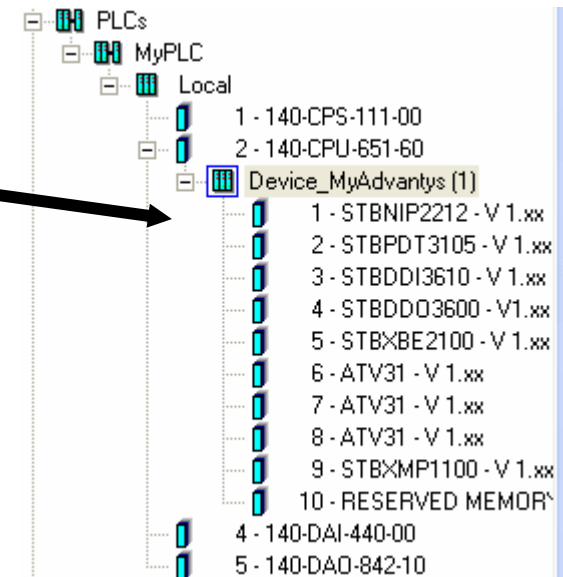 PLCs
MyPLC
Local
1 - 140-CPS-111-00
2 - 140-CPU-651-60
Device_MyAdvantys (1)
1 - STBNIP2212 - V 1.xx
2 - STBPDT3105 - V 1.xx
3 - STBDDI3610 - V 1.xx
4 - STBDDO3600 - V1.xx
5 - STBXBE2100 - V 1.xx
6 - ATV31 - V 1.xx
7 - ATV31 - V 1.xx
8 - ATV31 - V 1.xx
9 - STBXMP1100 - V 1.xx
10 - RESERVED MEMOR
4 - 140-DAI-440-00
5 - 140-DAO-842-10